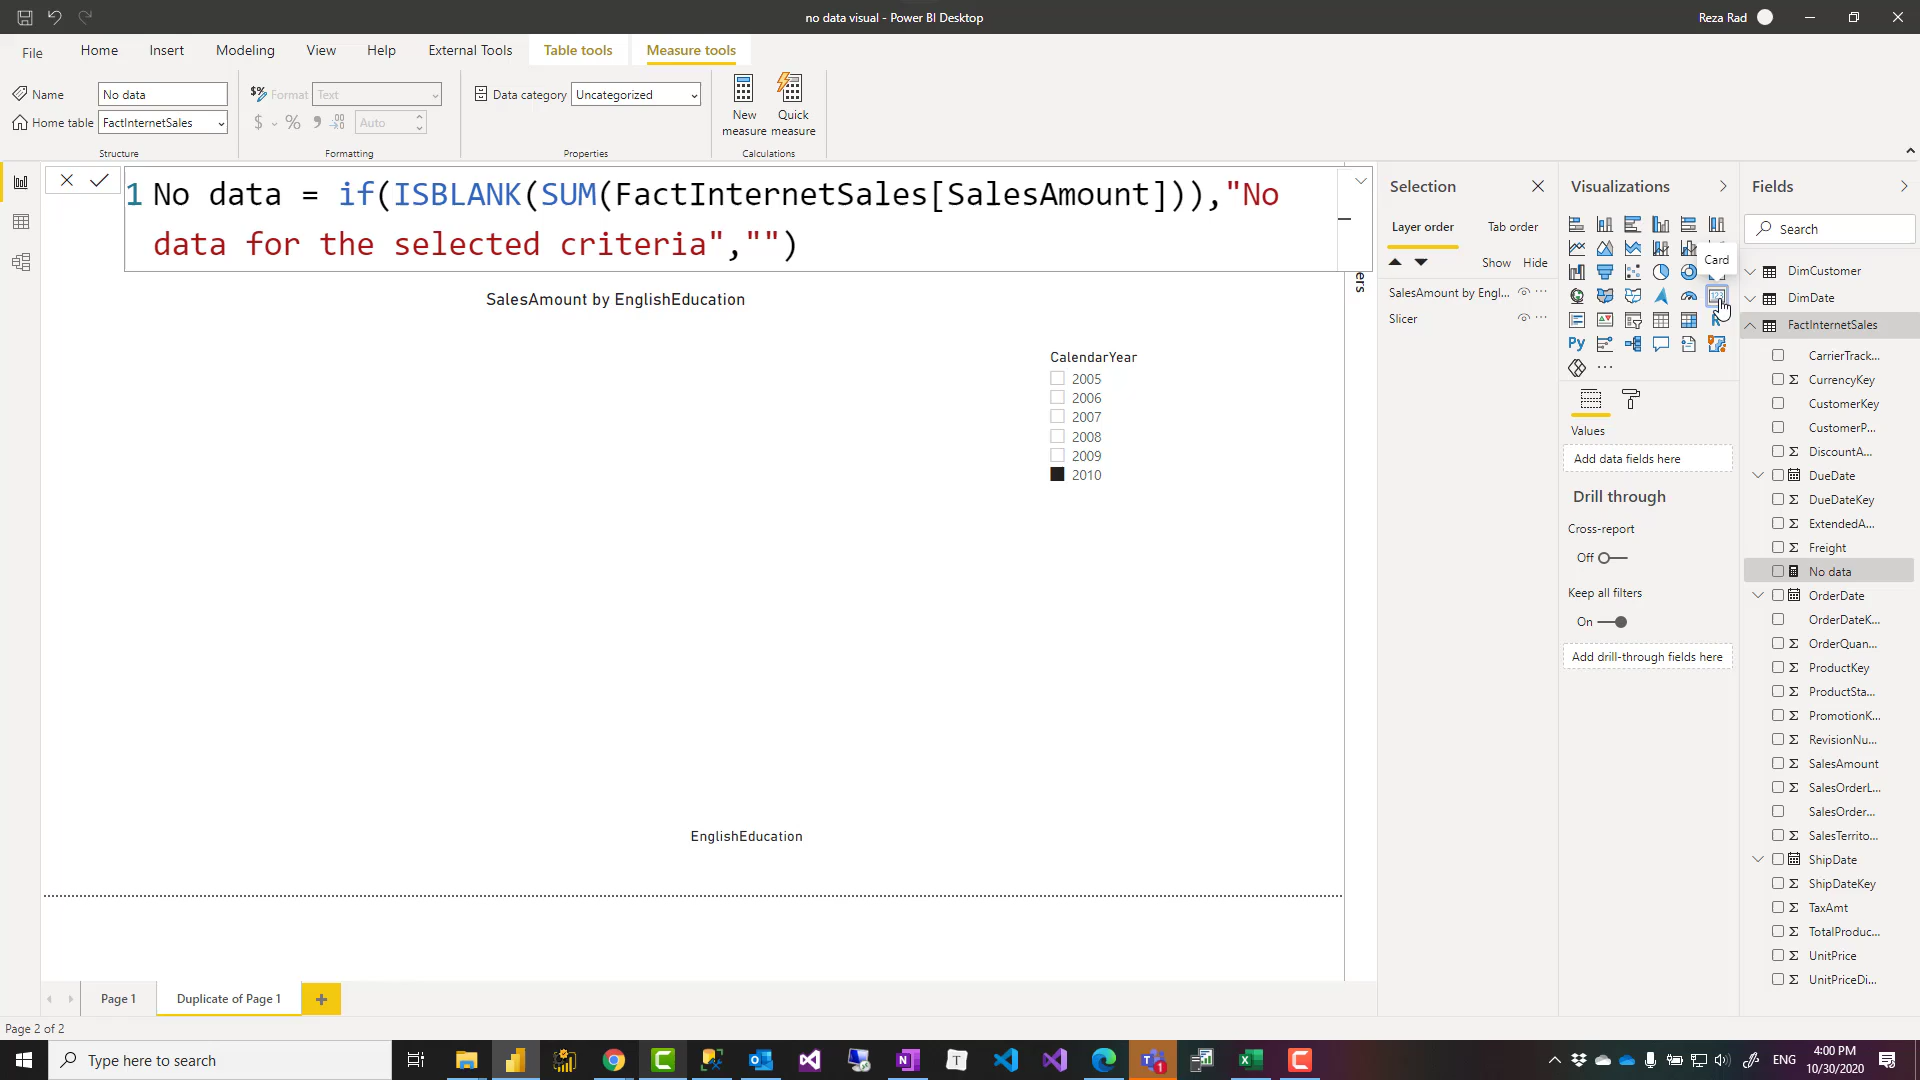 no data visual - Power BI Desktop
Reza Rad
File
Home
Insert
Modeling
View
Help
External Tools
Table tools
Measure tools
Name
No data
Home table
FactInternetSales
Structure
$% Format
Text
$ % 9 .00
Auto
Formatting
Data category
Uncategorized
Properties
New
measure
Quick
measure
Calculations
1 No data = if(ISBLANK(SUM(FactInternetSales[SalesAmount])),"No
data for the selected criteria","")
SalesAmount by EnglishEducation
CalendarYear
2005
2006
2007
2008
2009
2010
EnglishEducation
ers
Selection
Layer order
Tab order
Show
Hide
SalesAmount by Engl...
Slicer
Visualizations
Card
123
R
Py
Values
Add data fields here
Drill through
Cross-report
Off
Keep all filters
On
Add drill-through fields here
Fields
Search
DimCustomer
DimDate
FactInternetSales
CarrierTrack...
Σ CurrencyKey
CustomerKey
CustomerP...
Σ DiscountA...
DueDate
Σ DueDateKey
Σ ExtendedA...
Σ Freight
No data
OrderDate
OrderDateK...
Σ OrderQuan...
Σ ProductKey
Σ ProductSta...
Σ PromotionK...
Σ RevisionNu...
Σ SalesAmount
Σ SalesOrderL...
SalesOrder...
Σ SalesTerrito...
ShipDate
Σ ShipDateKey
Σ TaxAmt
Σ TotalProduc...
Σ UnitPrice
Σ UnitPriceDi...
Page 1
Duplicate of Page 1
+
Page 2 of 2
Type here to search
ENG
4:00 PM
10/30/2020